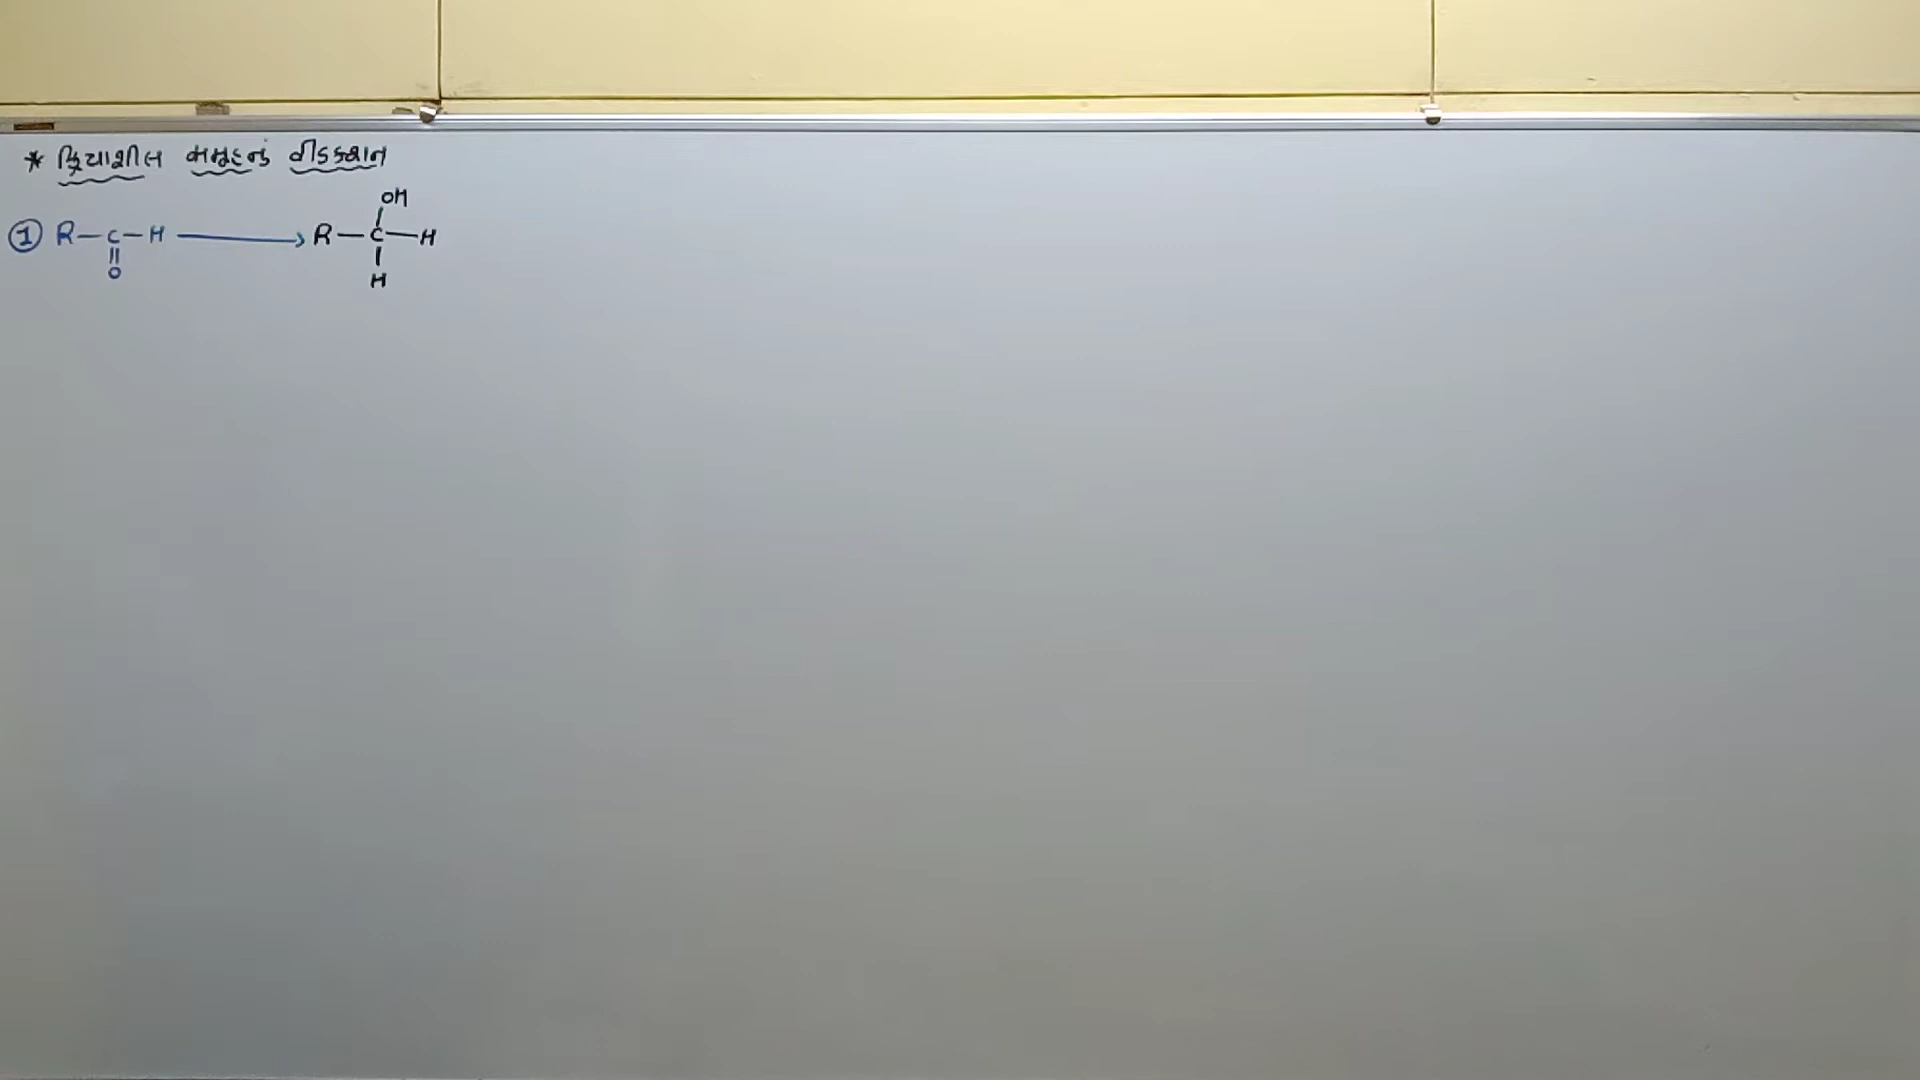 * ક્રિયાશીલ સમૂહનું રીડક્શન
OH
① R—C—H ⟶ R—C—H
|| |
O H